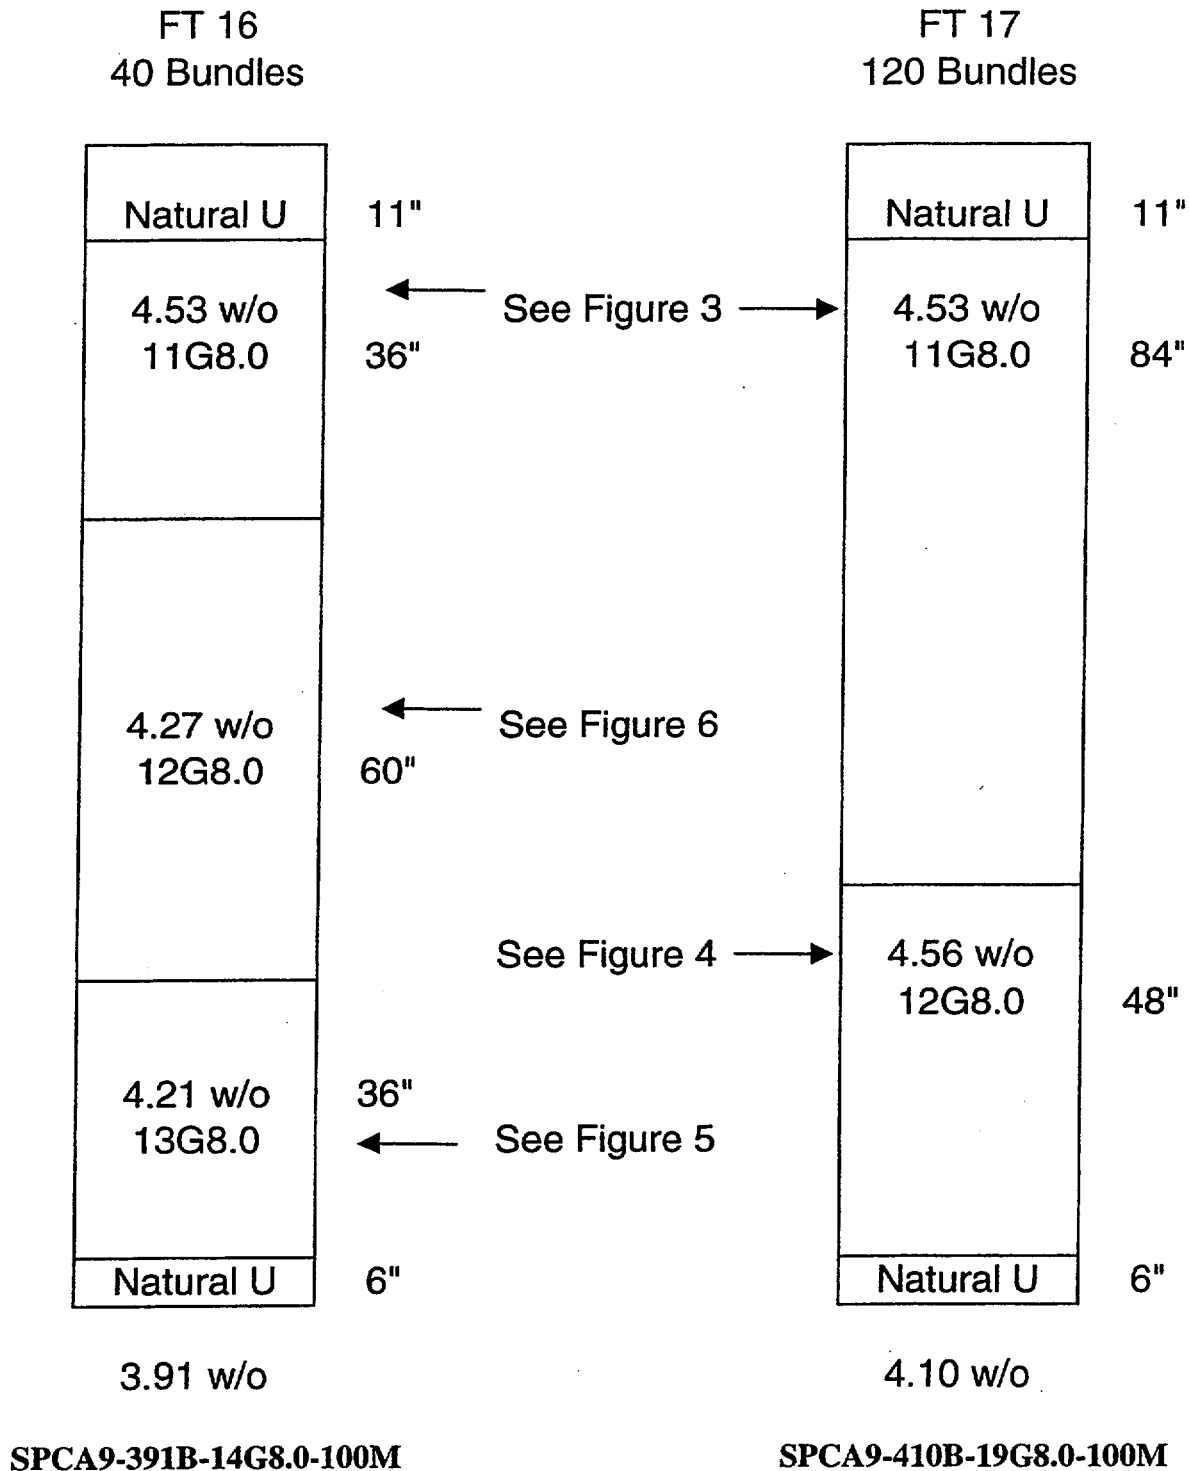 FT 16
40 Bundles
FT 17
120 Bundles
Natural U
11"
Natural U
11"
4.53 w/o
11G8.0
36"
See Figure 3
4.53 w/o
11G8.0
84"
4.27 w/o
12G8.0
60"
See Figure 6
See Figure 4
4.56 w/o
12G8.0
48"
4.21 w/o
13G8.0
36"
See Figure 5
Natural U
6"
Natural U
6"
3.91 w/o
4.10 w/o
SPCA9-391B-14G8.0-100M
SPCA9-410B-19G8.0-100M